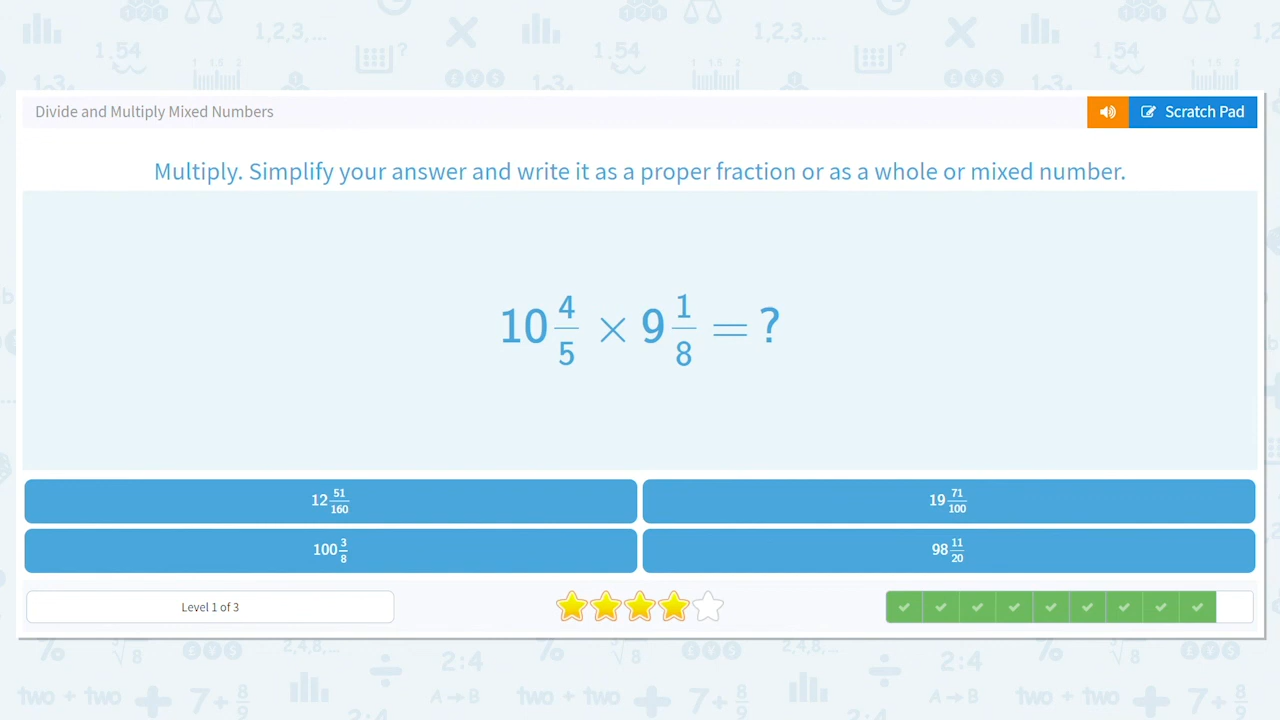 Divide and Multiply Mixed Numbers
Scratch Pad
Multiply. Simplify your answer and write it as a proper fraction or as a whole or mixed number.
10 4/5 × 9 1/8 = ?
12 51/160
19 71/100
100 3/8
98 11/20
Level 1 of 3